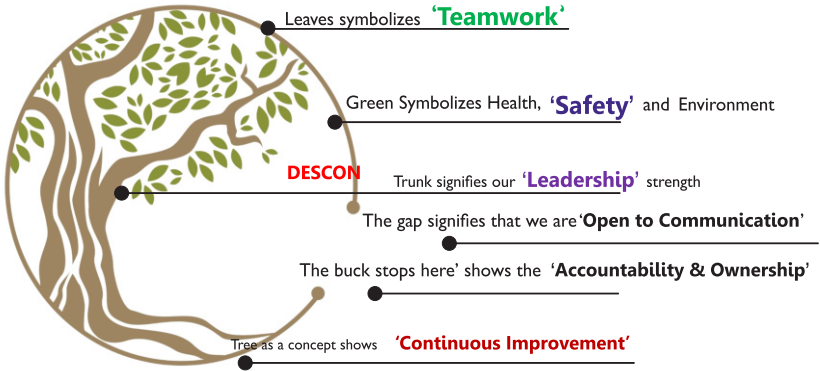 Leaves symbolizes 'Teamwork'
Green Symbolizes Health, 'Safety' and Environment
DESCON
Trunk signifies our 'Leadership' strength
The gap signifies that we are 'Open to Communication'
The buck stops here' shows the 'Accountability & Ownership'
Tree as a concept shows 'Continuous Improvement'